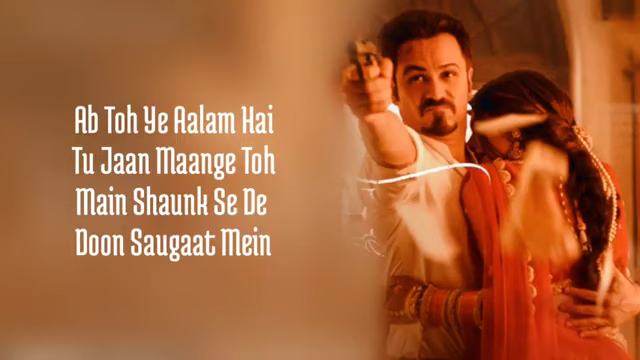 Ab Toh Ye Aalam Hai
Tu Jaan Maange Toh
Main Shaunk Se De
Doon Saugaat Mein